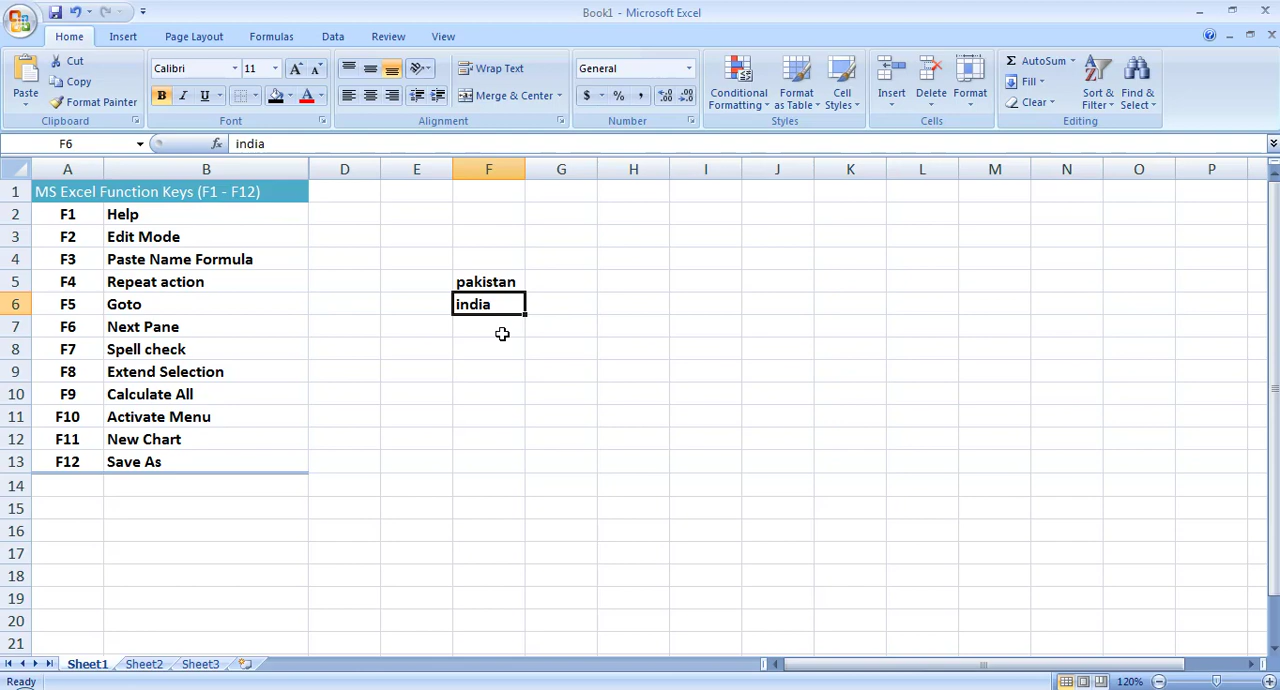 Book1 - Microsoft Excel
Home Insert Page Layout Formulas Data Review View
Paste Cut Copy Format Painter Clipboard
Calibri 11 A A B I U A Font
Wrap Text Merge & Center Alignment
General $ % , .0 .00 .00 .0 Number
Conditional Formatting Format as Table Cell Styles Styles
Insert Delete Format Cells
Σ AutoSum Fill Clear Sort & Filter Find & Select Editing
F6 fx india
A B D E F G H I J K L M N O P
1 MS Excel Function Keys (F1 - F12)
2 F1 Help
3 F2 Edit Mode
4 F3 Paste Name Formula
5 F4 Repeat action pakistan
6 F5 Goto india
7 F6 Next Pane
8 F7 Spell check
9 F8 Extend Selection
10 F9 Calculate All
11 F10 Activate Menu
12 F11 New Chart
13 F12 Save As
14
15
16
17
18
19
20
21
Sheet1 Sheet2 Sheet3
Ready 120%